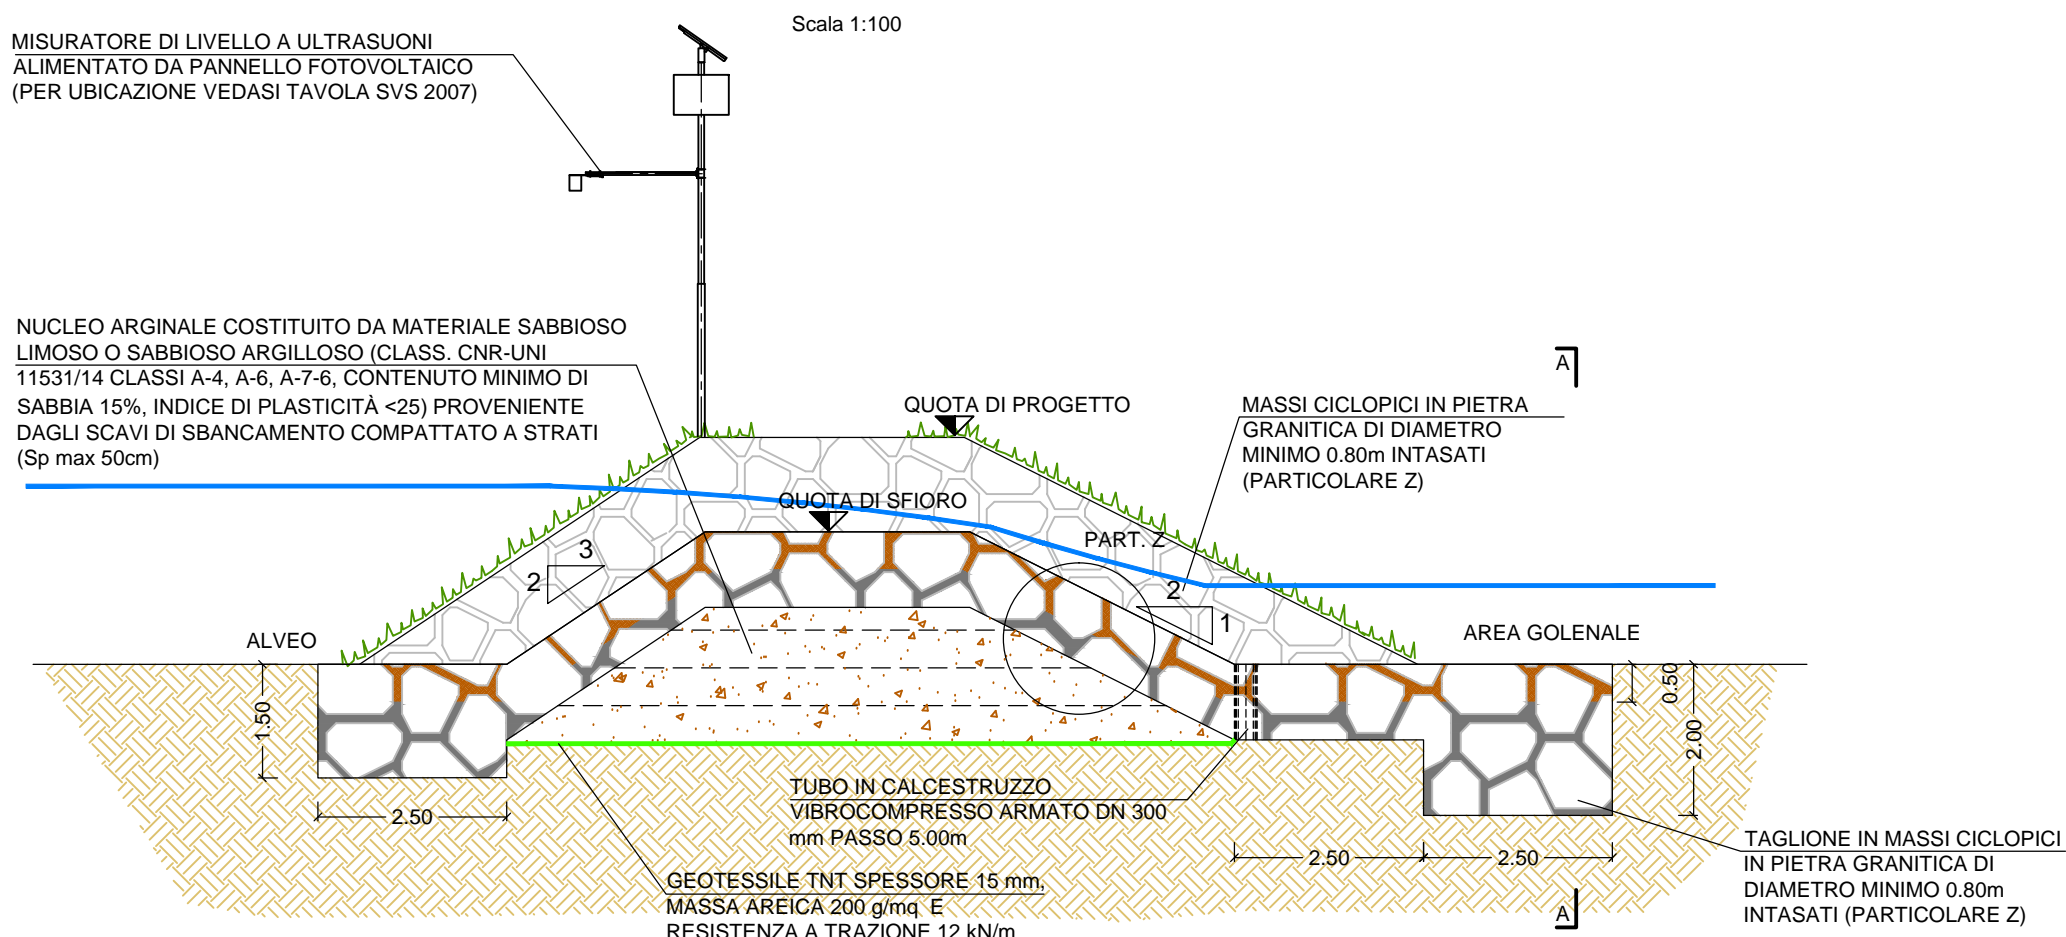 Scala 1:100
MISURATORE DI LIVELLO A ULTRASUONI
ALIMENTATO DA PANNELLO FOTOVOLTAICO
(PER UBICAZIONE VEDASI TAVOLA SVS 2007)
NUCLEO ARGINALE COSTITUITO DA MATERIALE SABBIOSO
LIMOSO O SABBIOSO ARGILLOSO (CLASS. CNR-UNI
11531/14 CLASSI A-4, A-6, A-7-6, CONTENUTO MINIMO DI
SABBIA 15%, INDICE DI PLASTICITÀ <25) PROVENIENTE
DAGLI SCAVI DI SBANCAMENTO COMPATTATO A STRATI
(Sp max 50cm)
A
QUOTA DI PROGETTO
MASSI CICLOPICI IN PIETRA
GRANITICA DI DIAMETRO
MINIMO 0.80m INTASATI
(PARTICOLARE Z)
QUOTA DI SFIORO
PART. Z
3
2
2
1
ALVEO
AREA GOLENALE
1.50
0.50
2.00
2.50
TUBO IN CALCESTRUZZO
VIBROCOMPRESSO ARMATO DN 300
mm PASSO 5.00m
2.50
2.50
TAGLIONE IN MASSI CICLOPICI
IN PIETRA GRANITICA DI
DIAMETRO MINIMO 0.80m
INTASATI (PARTICOLARE Z)
GEOTESSILE TNT SPESSORE 15 mm,
MASSA AREICA 200 g/mq E
RESISTENZA A TRAZIONE 12 kN/m
A